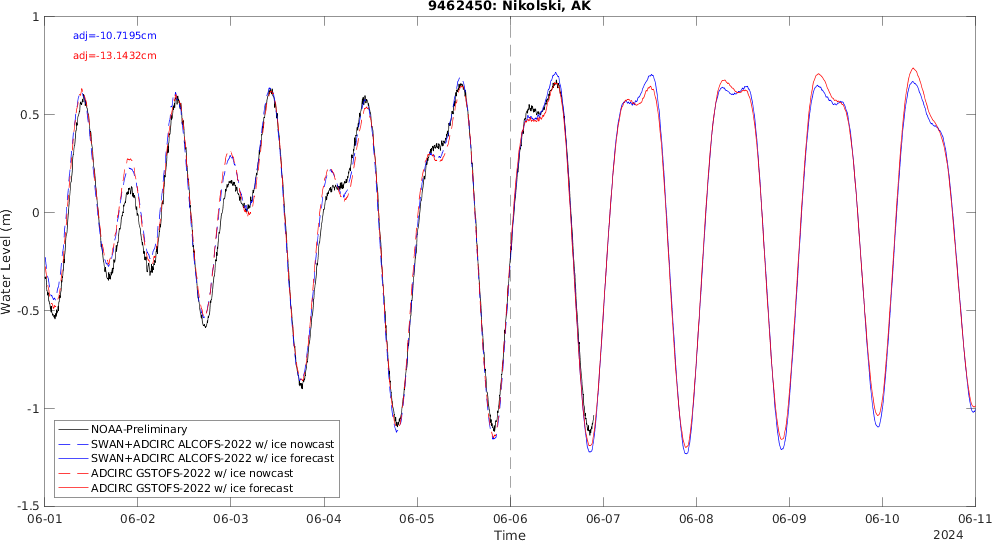 9462450: Nikolski, AK
adj=-10.7195cm
adj=-13.1432cm
1
0.5
0
-0.5
-1
-1.5
Water Level (m)
NOAA-Preliminary
SWAN+ADCIRC ALCOFS-2022 w/ ice nowcast
SWAN+ADCIRC ALCOFS-2022 w/ ice forecast
ADCIRC GSTOFS-2022 w/ ice nowcast
ADCIRC GSTOFS-2022 w/ ice forecast
06-01 06-02 06-03 06-04 06-05 06-06 06-07 06-08 06-09 06-10 06-11
Time
2024